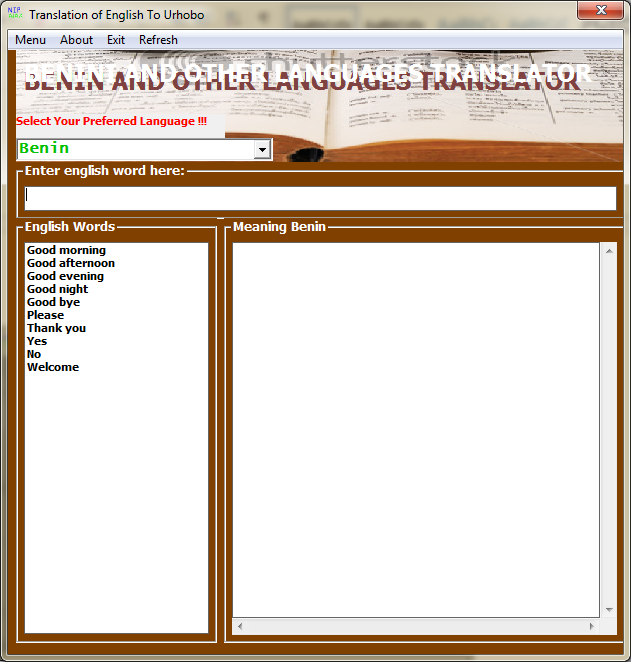 Translation of English To Urhobo
Menu About Exit Refresh
BENIN AND OTHER LANGUAGES TRANSLATOR
Select Your Preferred Language !!!
Benin
Enter english word here:
English Words
Meaning Benin
Good morning
Good afternoon
Good evening
Good night
Good bye
Please
Thank you
Yes
No
Welcome